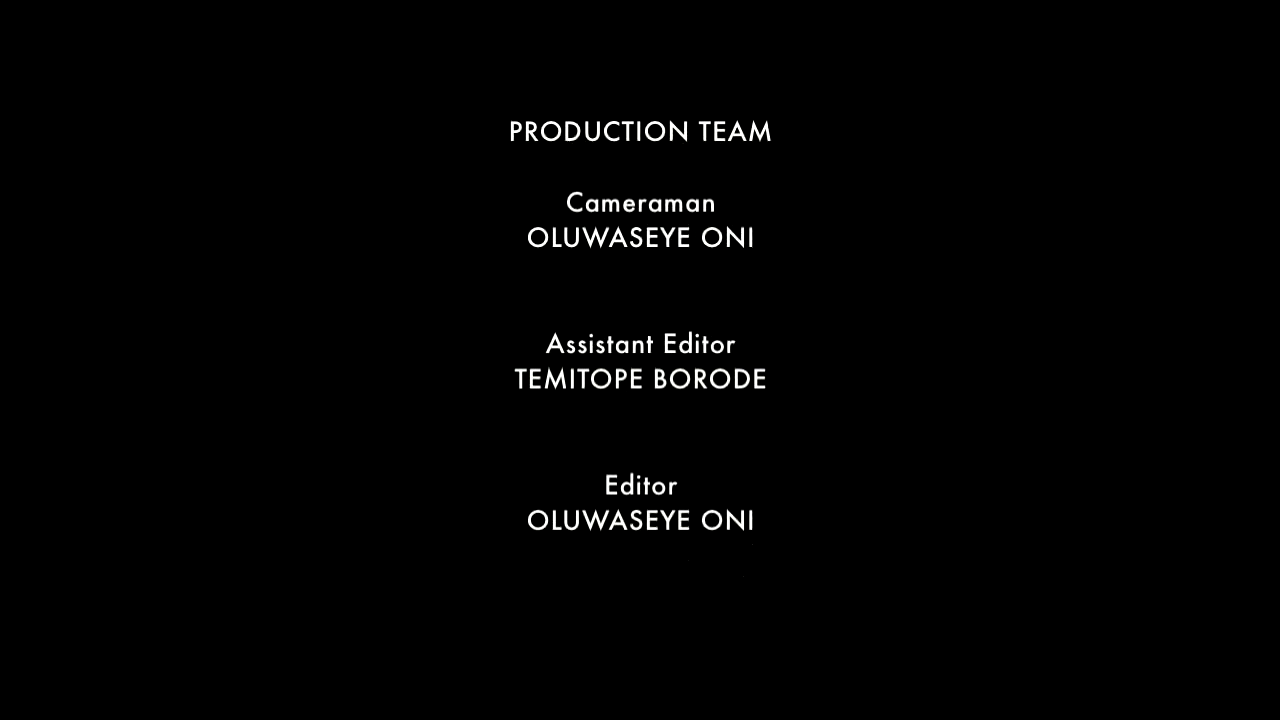 PRODUCTION TEAM
Cameraman
OLUWASEYE ONI
Assistant Editor
TEMITOPE BORODE
Editor
OLUWASEYE ONI